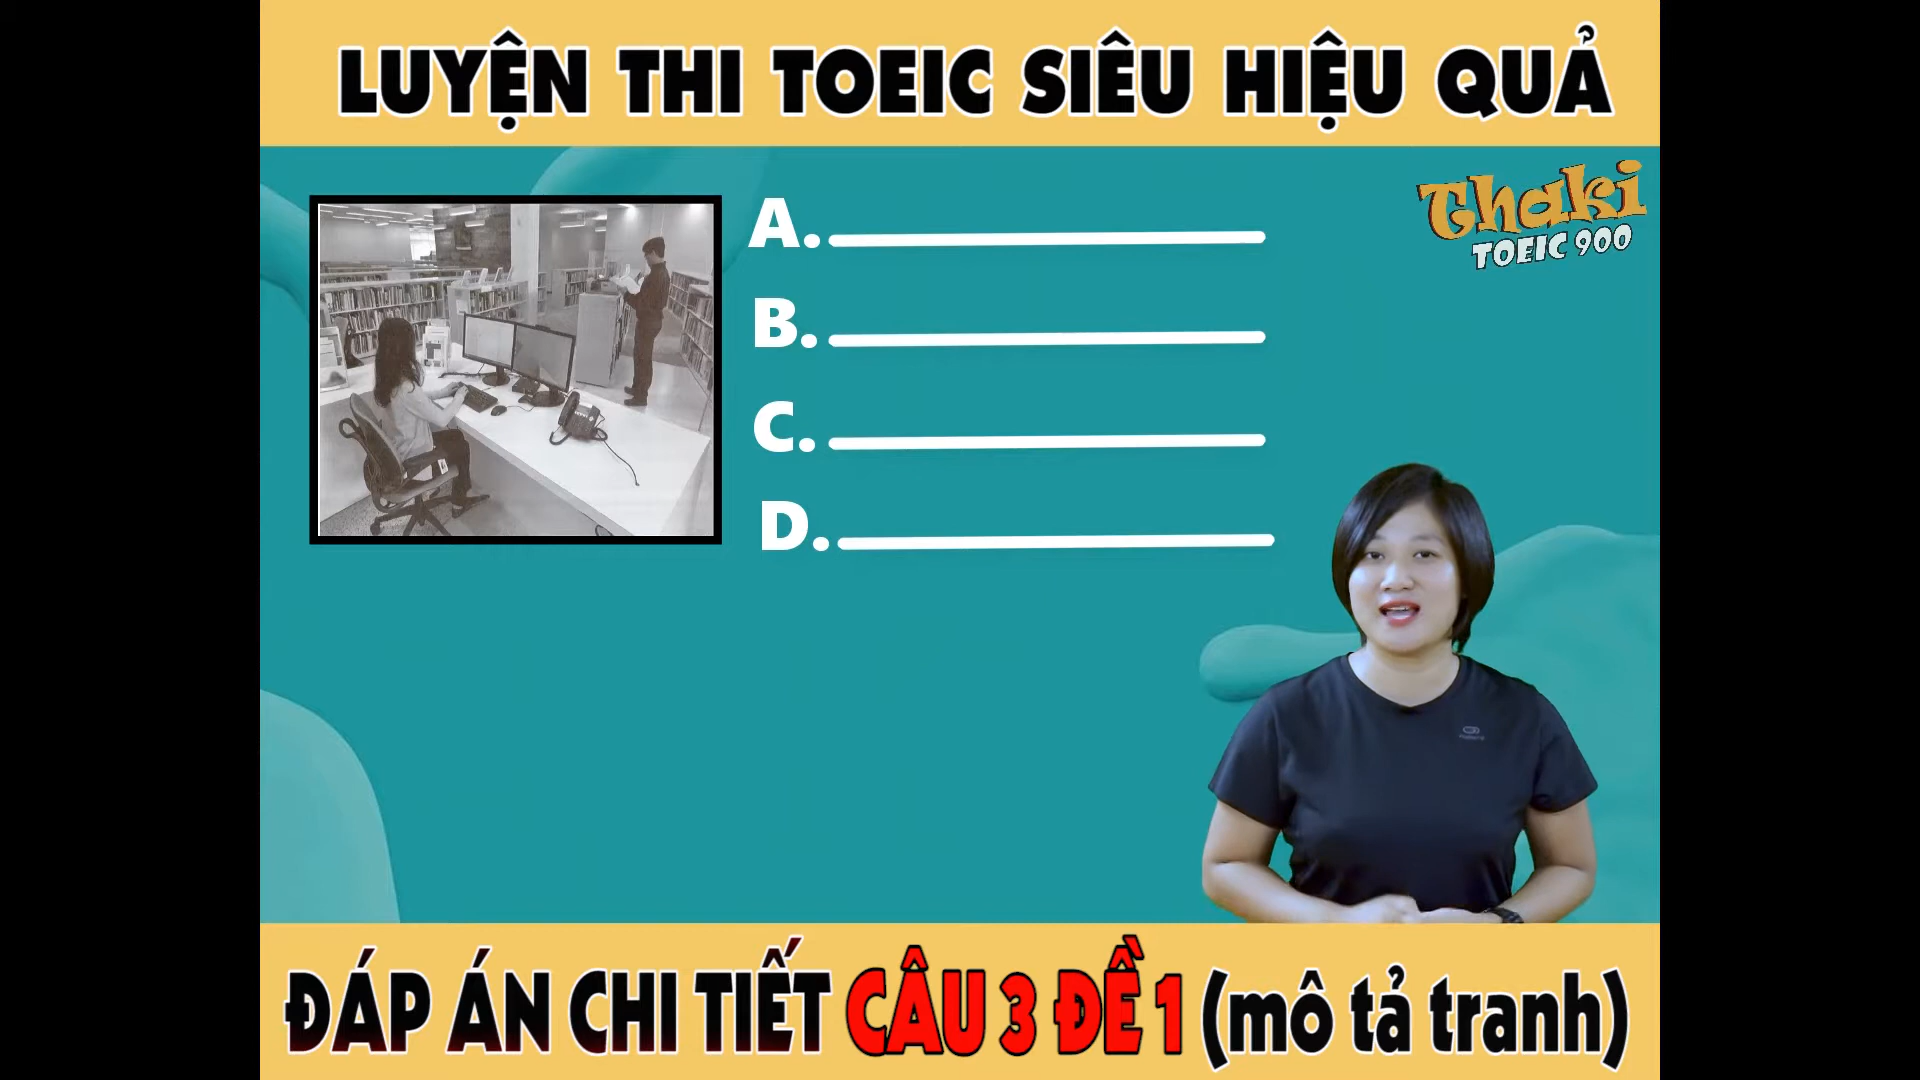 LUYỆN THI TOEIC SIÊU HIỆU QUẢ
Thaki
TOEIC 900
A.
B.
C.
D.
ĐÁP ÁN CHI TIẾT CÂU 3 ĐỀ 1 (mô tả tranh)